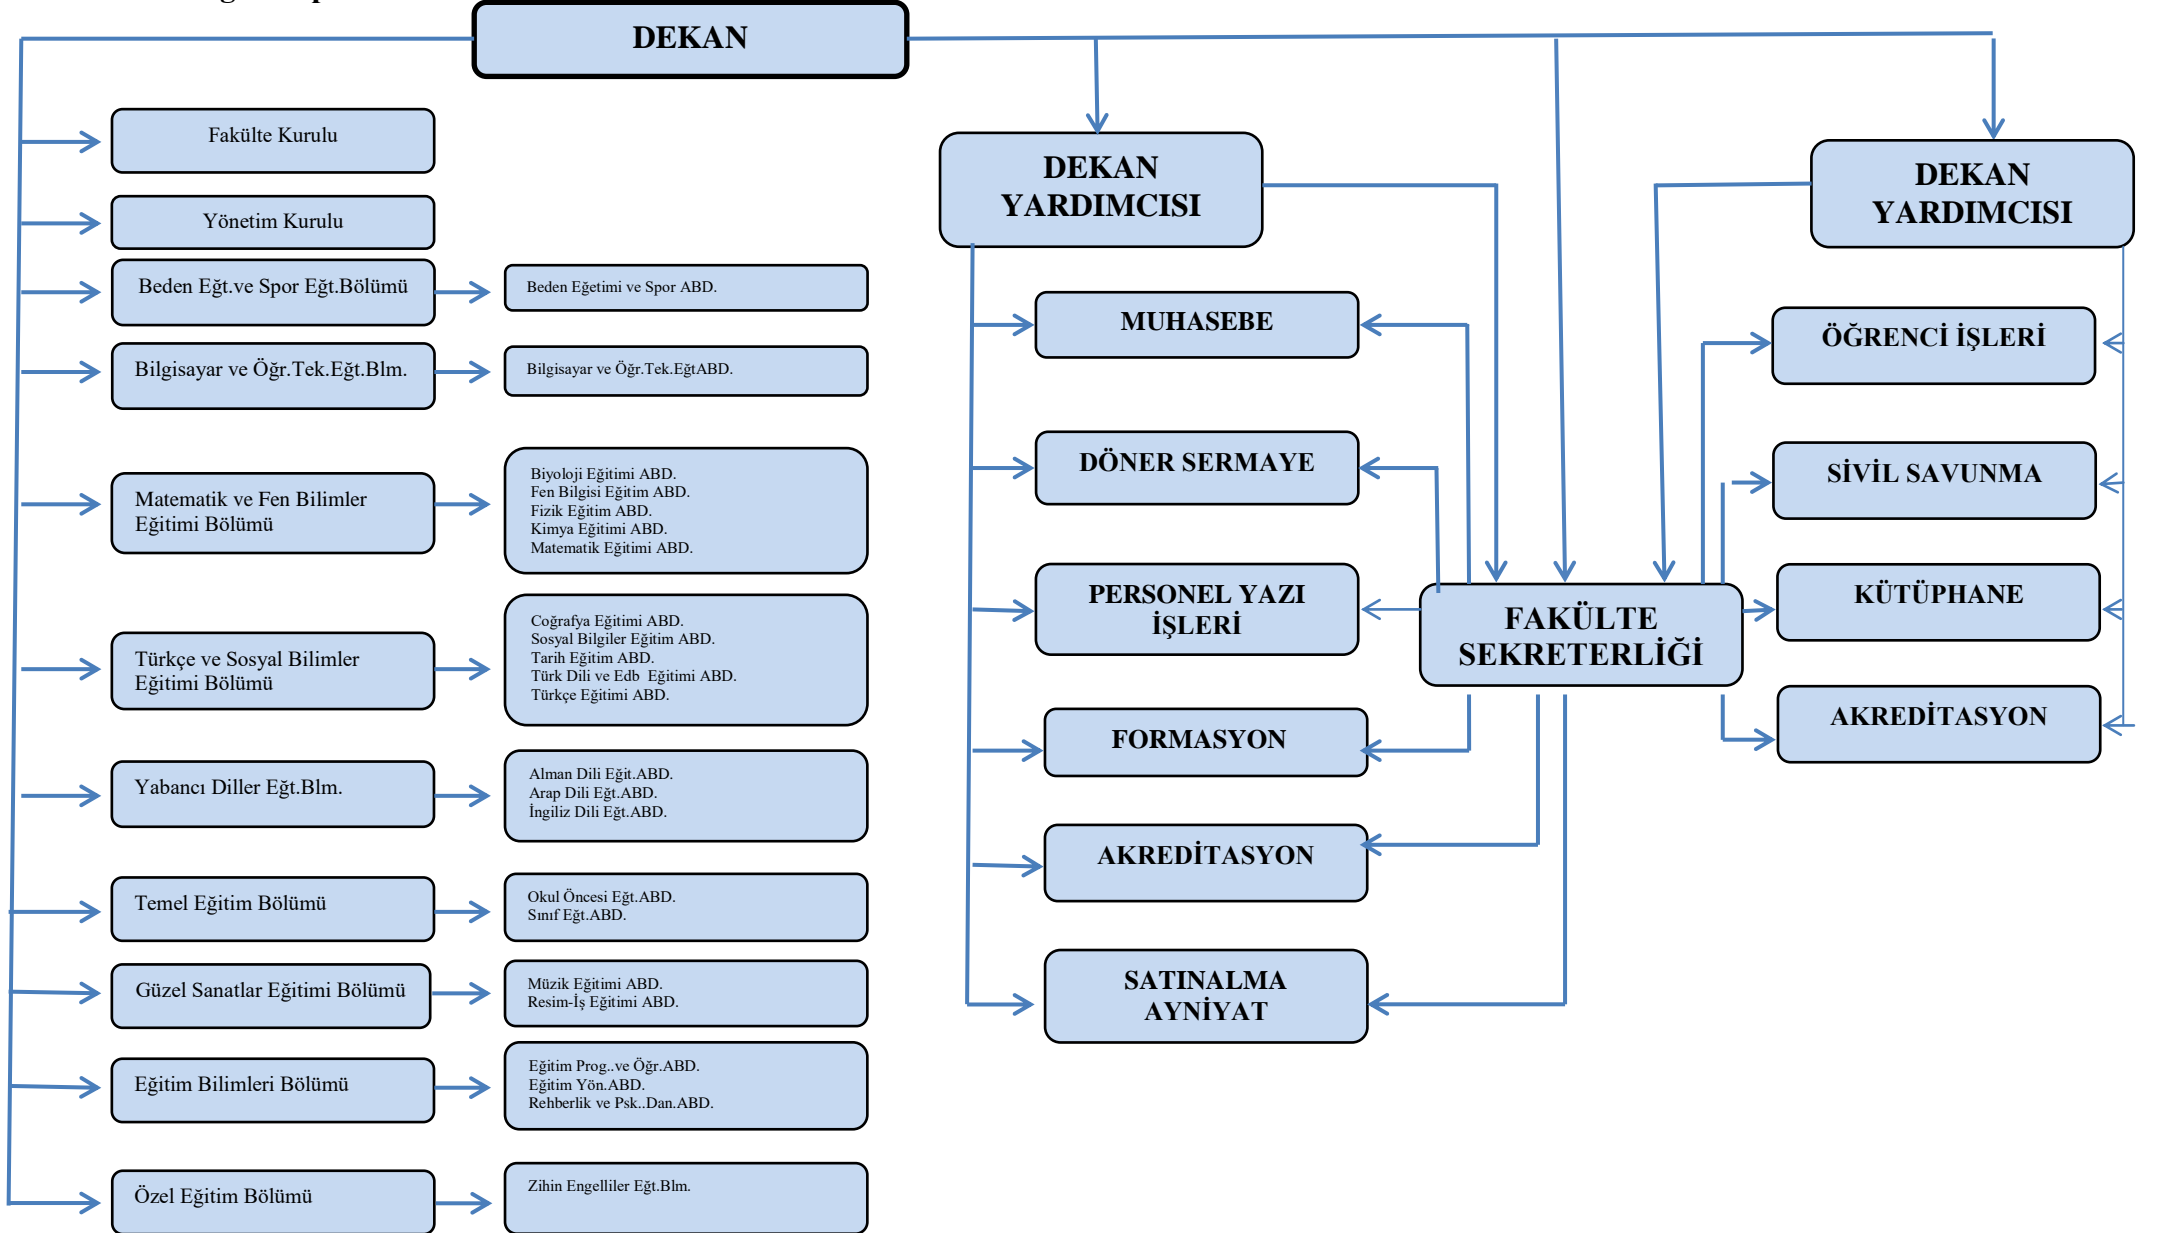 DEKAN
Fakülte Kurulu
Yönetim Kurulu
Beden Eğt.ve Spor Eğt.Bölümü
Beden Eğetimi ve Spor ABD.
Bilgisayar ve Öğr.Tek.Eğt.Blm.
Bilgisayar ve Öğr.Tek.EğtABD.
Matematik ve Fen Bilimler
Eğitimi Bölümü
Biyoloji Eğitimi ABD.
Fen Bilgisi Eğitim ABD.
Fizik Eğitim ABD.
Kimya Eğitimi ABD.
Matematik Eğitimi ABD.
Türkçe ve Sosyal Bilimler
Eğitimi Bölümü
Coğrafya Eğitimi ABD.
Sosyal Bilgiler Eğitim ABD.
Tarih Eğitim ABD.
Türk Dili ve Edb  Eğitimi ABD.
Türkçe Eğitimi ABD.
Yabancı Diller Eğt.Blm.
Alman Dili Eğit.ABD.
Arap Dili Eğt.ABD.
İngiliz Dili Eğt.ABD.
Temel Eğitim Bölümü
Okul Öncesi Eğt.ABD.
Sınıf Eğt.ABD.
Güzel Sanatlar Eğitimi Bölümü
Müzik Eğitimi ABD.
Resim-İş Eğitimi ABD.
Eğitim Bilimleri Bölümü
Eğitim Prog..ve Öğr.ABD.
Eğitim Yön.ABD.
Rehberlik ve Psk..Dan.ABD.
Özel Eğitim Bölümü
Zihin Engelliler Eğt.Blm.
DEKAN
YARDIMCISI
MUHASEBE
DÖNER SERMAYE
PERSONEL YAZI
İŞLERİ
FORMASYON
AKREDİTASYON
SATINALMA
AYNİYAT
FAKÜLTE
SEKRETERLİĞİ
DEKAN
YARDIMCISI
ÖĞRENCİ İŞLERİ
SİVİL SAVUNMA
KÜTÜPHANE
AKREDİTASYON